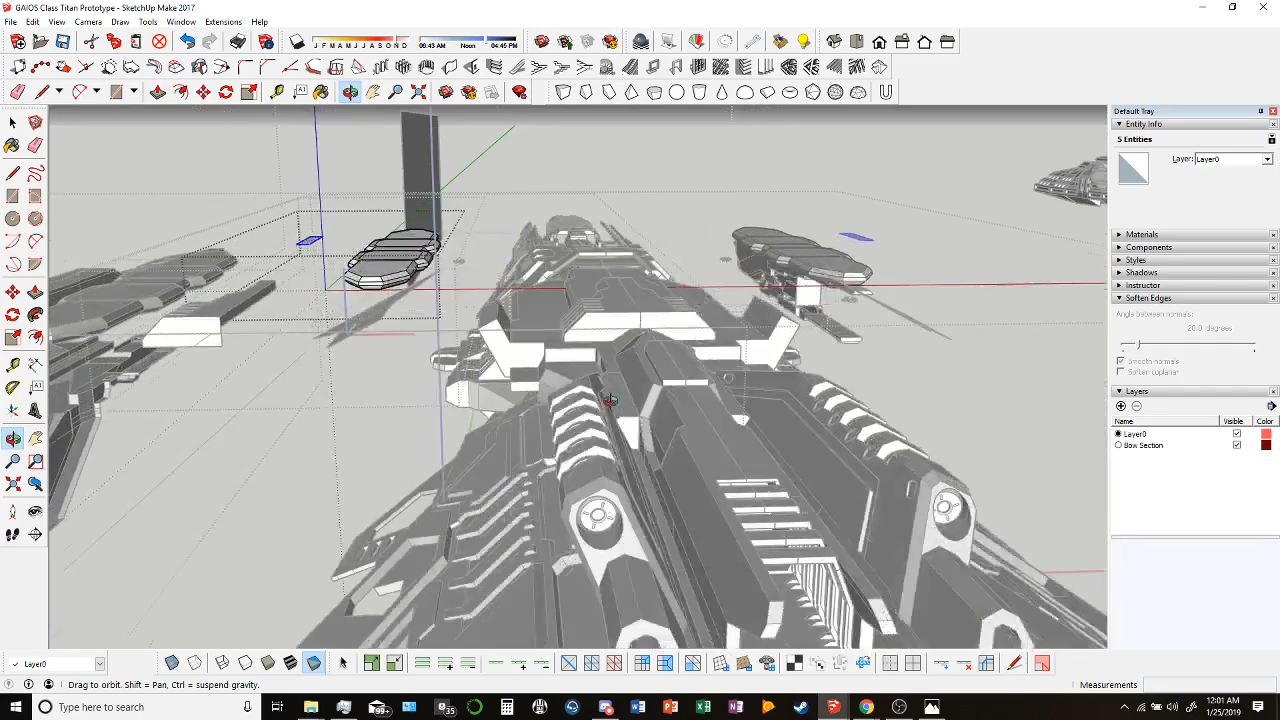 GAIOS Class Titan Prototype - SketchUp Make 2017
File Edit View Camera Draw Tools Window Extensions Help
J F M A M J J A S O N D 06:43 AM Noon 04:45 PM
Default Tray
Entity Info
5 Entities
Layer: Layer0
Materials
Components
Styles
Shadows
Instructor
Soften Edges
Angle between normals:
20.0 degrees
Smooth normals
Soften coplanar
Layers
Name Visible Color
Layer0
Bow Section
Layer0
Drag to orbit. Shift = Pan, Ctrl = suspend gravity.
Measurements
Type here to search
99+
35
12:01 AM
1/25/2019